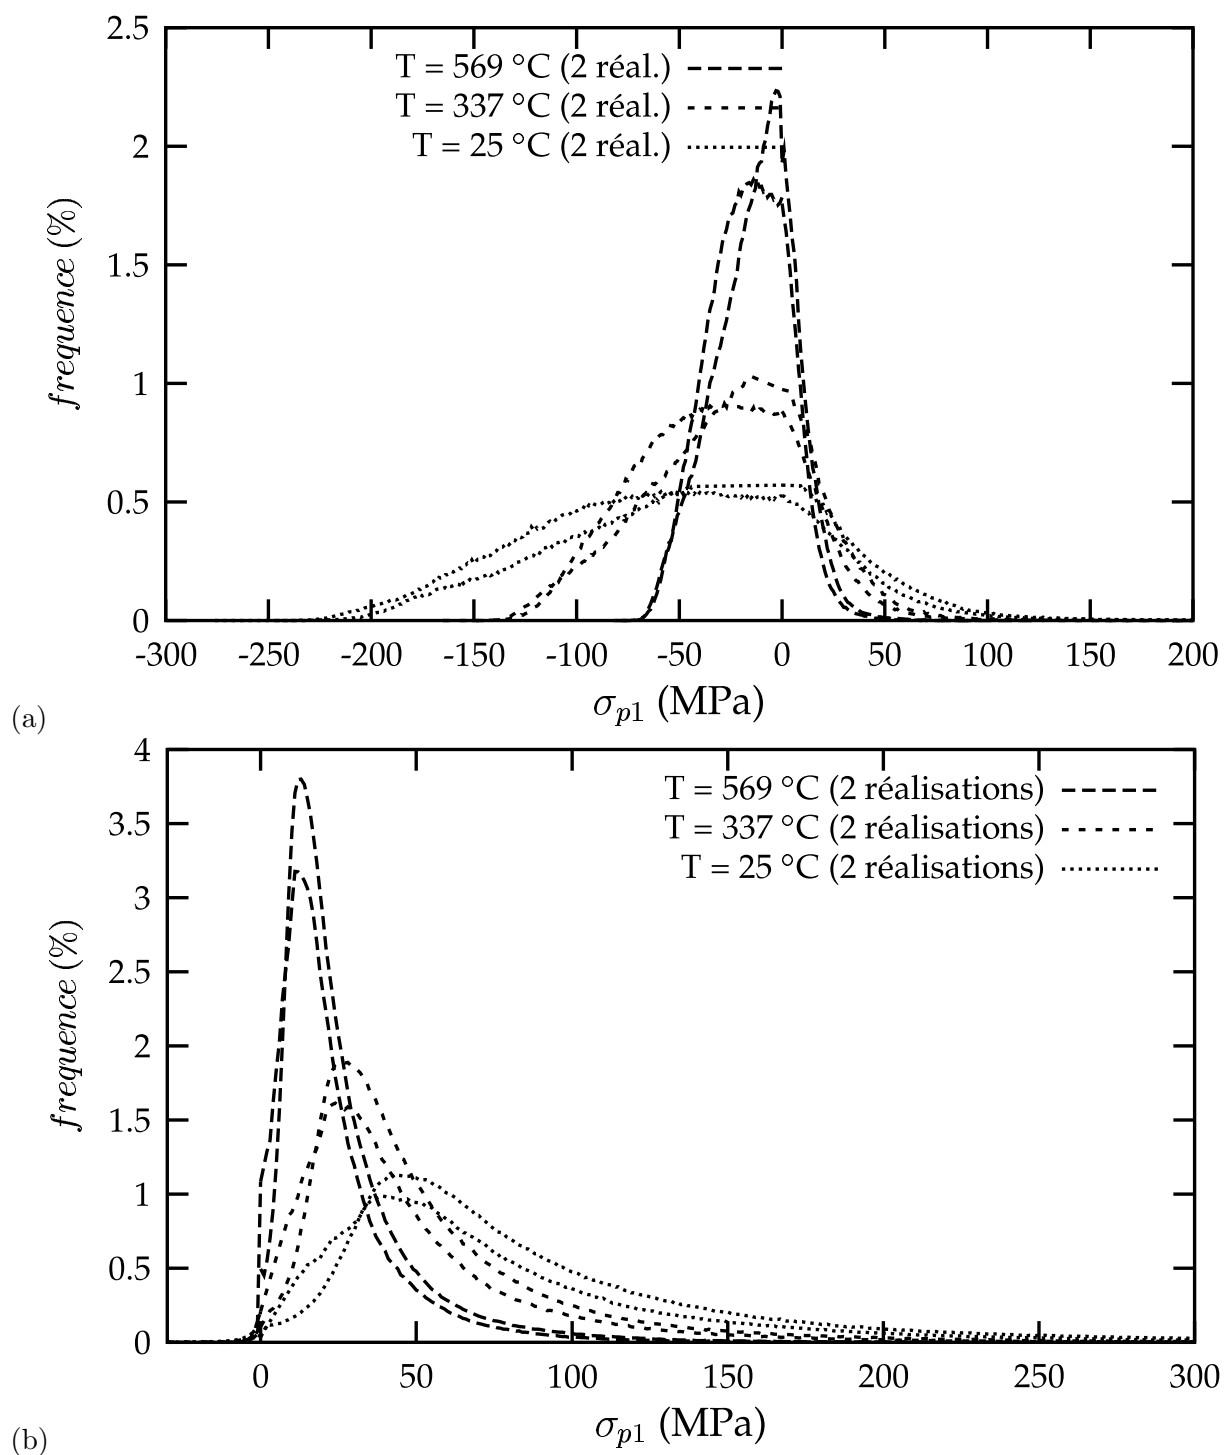 2.5
T = 569 °C (2 réal.)
T = 337 °C (2 réal.)
T = 25 °C (2 réal.)
2
1.5
1
0.5
0
frequence (%)
-300 -250 -200 -150 -100 -50 0 50 100 150 200
σp1 (MPa)
(a)
4
T = 569 °C (2 réalisations)
T = 337 °C (2 réalisations)
T = 25 °C (2 réalisations)
3.5
3
2.5
2
1.5
1
0.5
0
frequence (%)
0 50 100 150 200 250 300
σp1 (MPa)
(b)